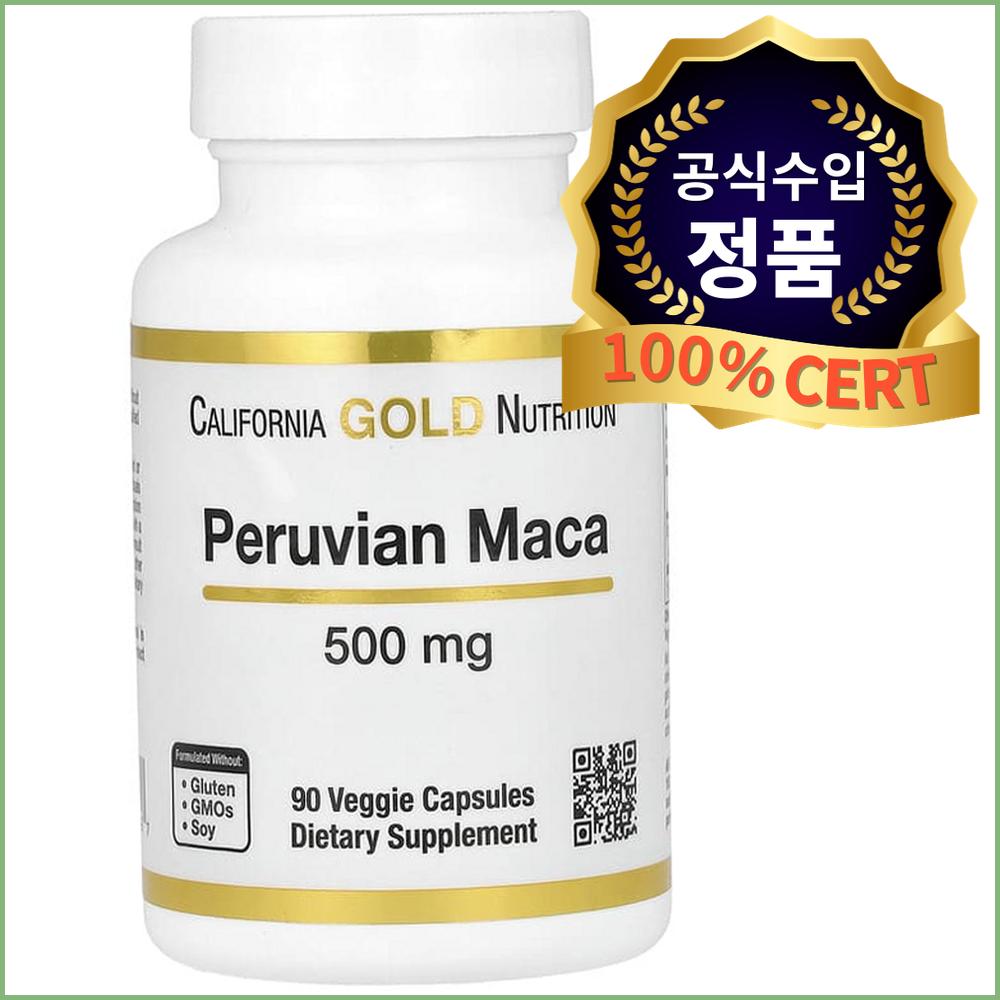 공식수입
정품
100% CERT
CALIFORNIA GOLD NUTRITION
Peruvian Maca
500 mg
Formulated Without:
• Gluten
• GMOs
• Soy
90 Veggie Capsules
Dietary Supplement